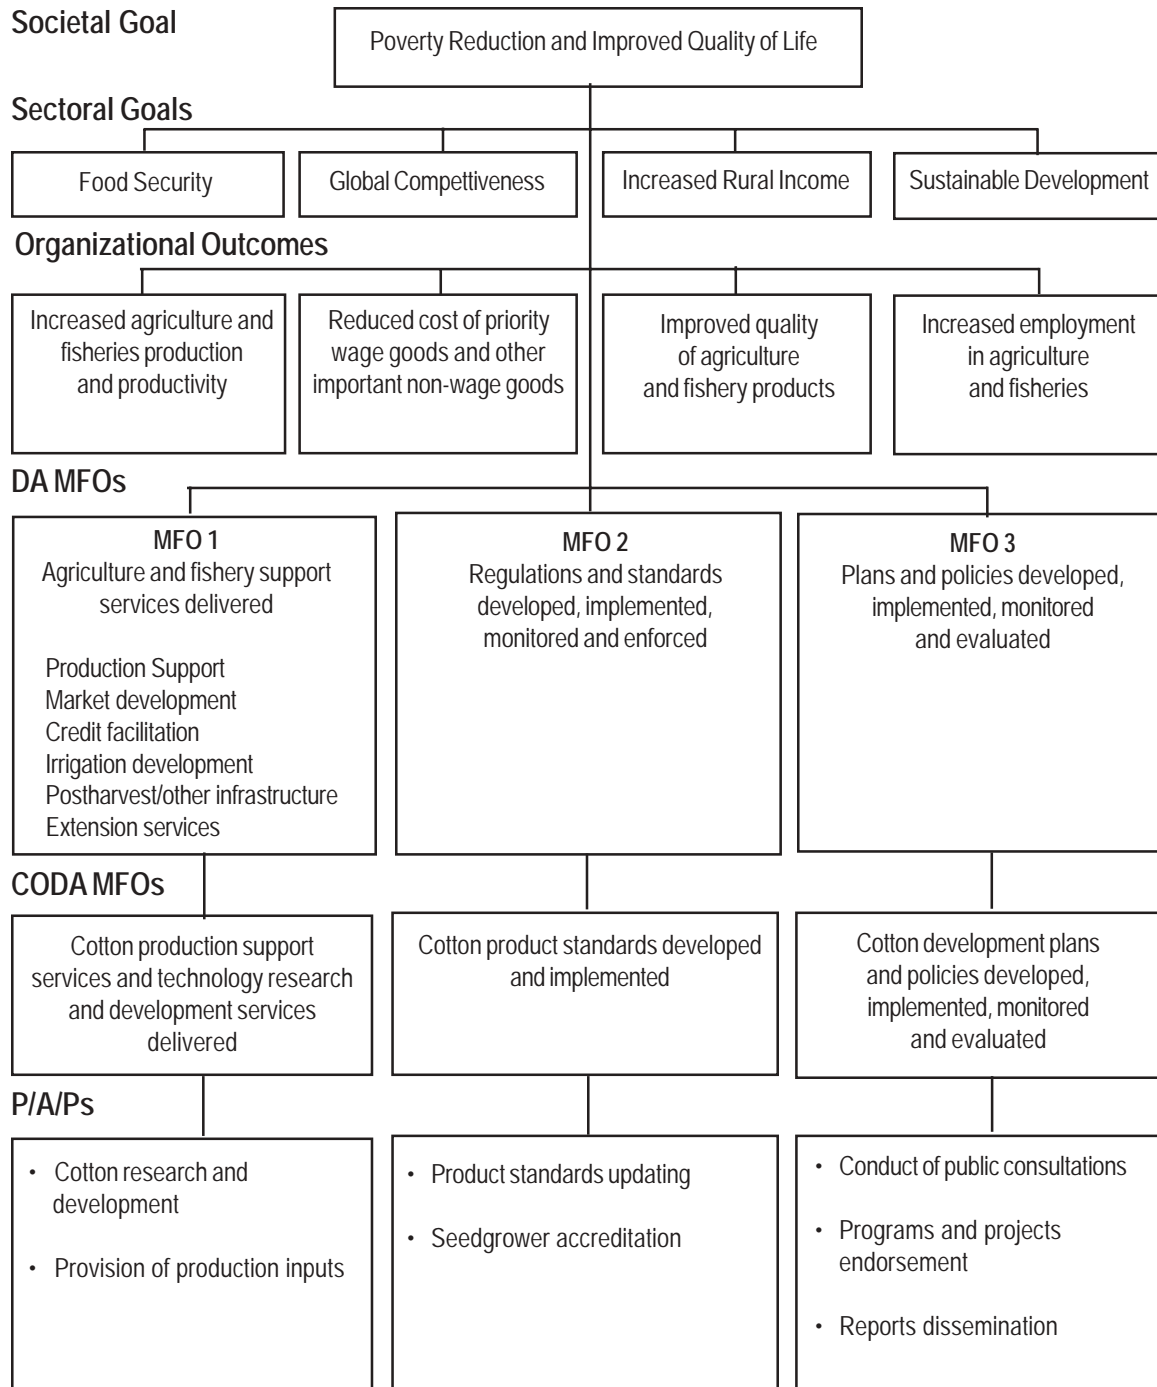 Societal Goal
Poverty Reduction and Improved Quality of Life
Sectoral Goals
Food Security
Global Compettiveness
Increased Rural Income
Sustainable Development
Organizational Outcomes
Increased agriculture and
fisheries production
and productivity
Reduced cost of priority
wage goods and other
important non-wage goods
Improved quality
of agriculture
and fishery products
Increased employment
in agriculture
and fisheries
DA MFOs
MFO 1
Agriculture and fishery support
services delivered
Production Support
Market development
Credit facilitation
Irrigation development
Postharvest/other infrastructure
Extension services
MFO 2
Regulations and standards
developed, implemented,
monitored and enforced
MFO 3
Plans and policies developed,
implemented, monitored
and evaluated
CODA MFOs
Cotton production support
services and technology research
and development services
delivered
Cotton product standards developed
and implemented
Cotton development plans
and policies developed,
implemented, monitored
and evaluated
P/A/Ps
• Cotton research and
development
• Provision of production inputs
• Product standards updating
• Seedgrower accreditation
• Conduct of public consultations
• Programs and projects
endorsement
• Reports dissemination